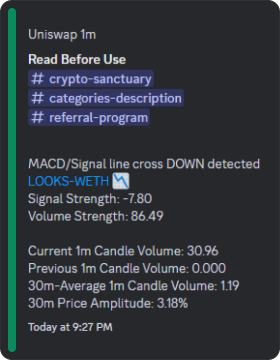 Uniswap 1m
Read Before Use
# crypto-sanctuary
# categories-description
# referral-program
MACD/Signal line cross DOWN detected
LOOKS-WETH 📉
Signal Strength: -7.80
Volume Strength: 86.49
Current 1m Candle Volume: 30.96
Previous 1m Candle Volume: 0.000
30m-Average 1m Candle Volume: 1.19
30m Price Amplitude: 3.18%
Today at 9:27 PM